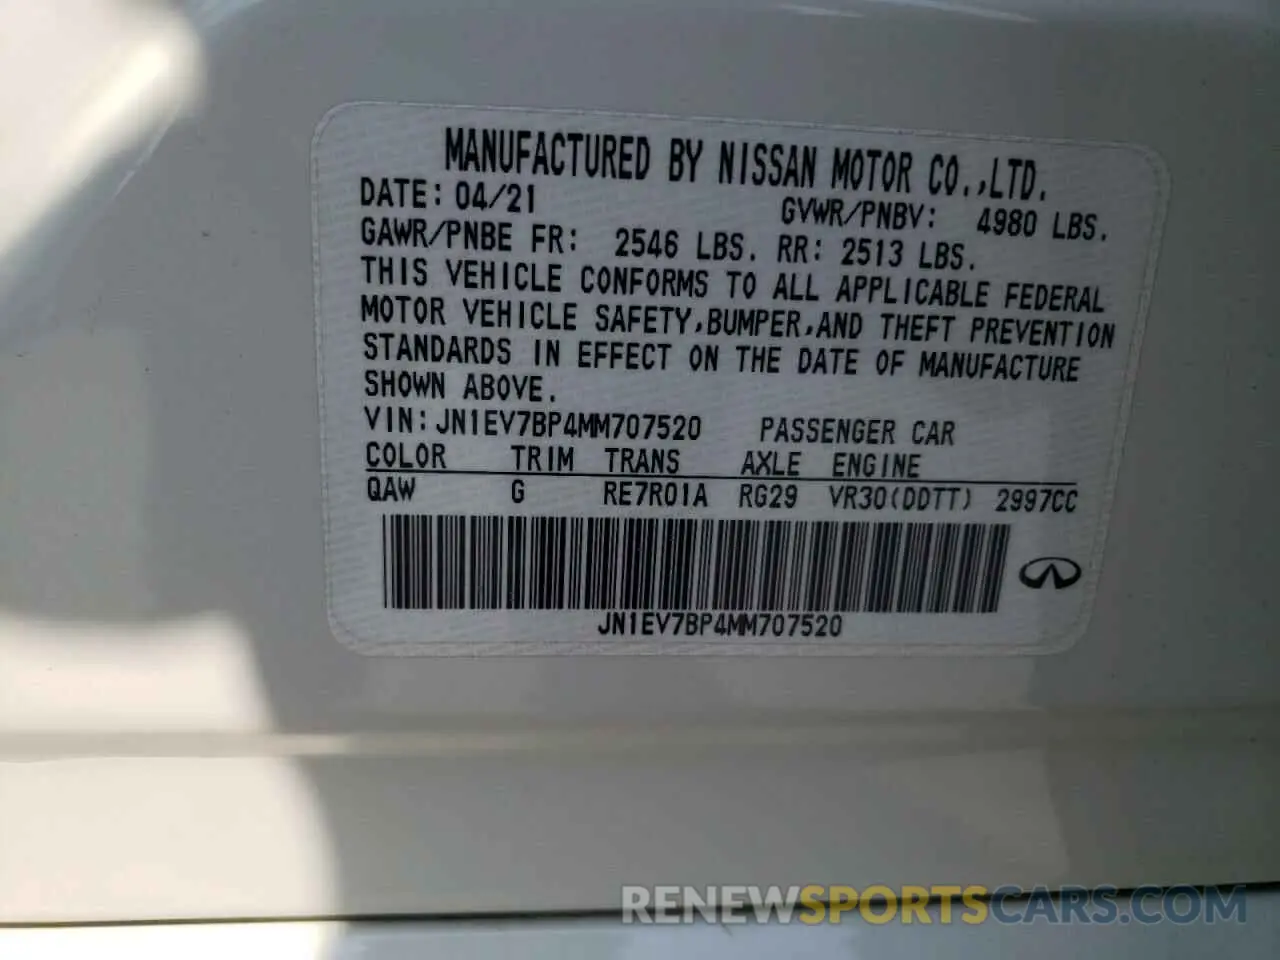 MANUFACTURED BY NISSAN MOTOR CO.,LTD.
DATE: 04/21 GVWR/PNBV: 4980 LBS.
GAWR/PNBE FR: 2546 LBS. RR: 2513 LBS.
THIS VEHICLE CONFORMS TO ALL APPLICABLE FEDERAL
MOTOR VEHICLE SAFETY,BUMPER,AND THEFT PREVENTION
STANDARDS IN EFFECT ON THE DATE OF MANUFACTURE
SHOWN ABOVE.
VIN:JN1EV7BP4MM707520 PASSENGER CAR
COLOR TRIM TRANS AXLE ENGINE
QAW G RE7R01A RG29 VR30(DDTT) 2997CC
JN1EV7BP4MM707520
RENEWSPORTSCARS.COM